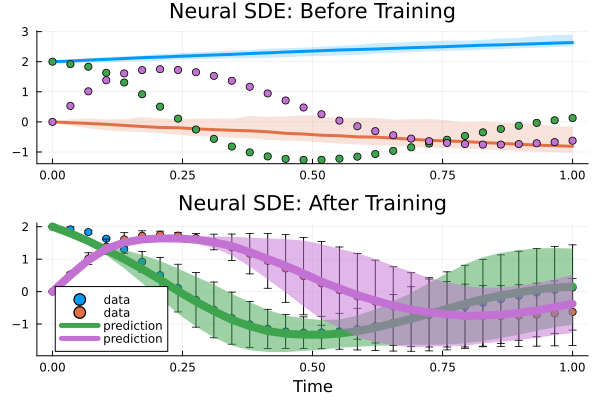 Neural SDE: Before Training
3
2
1
0
−1
0.00 0.25 0.50 0.75 1.00
Neural SDE: After Training
2
1
0
−1
data
data
prediction
prediction
0.00 0.25 0.50 0.75 1.00
Time